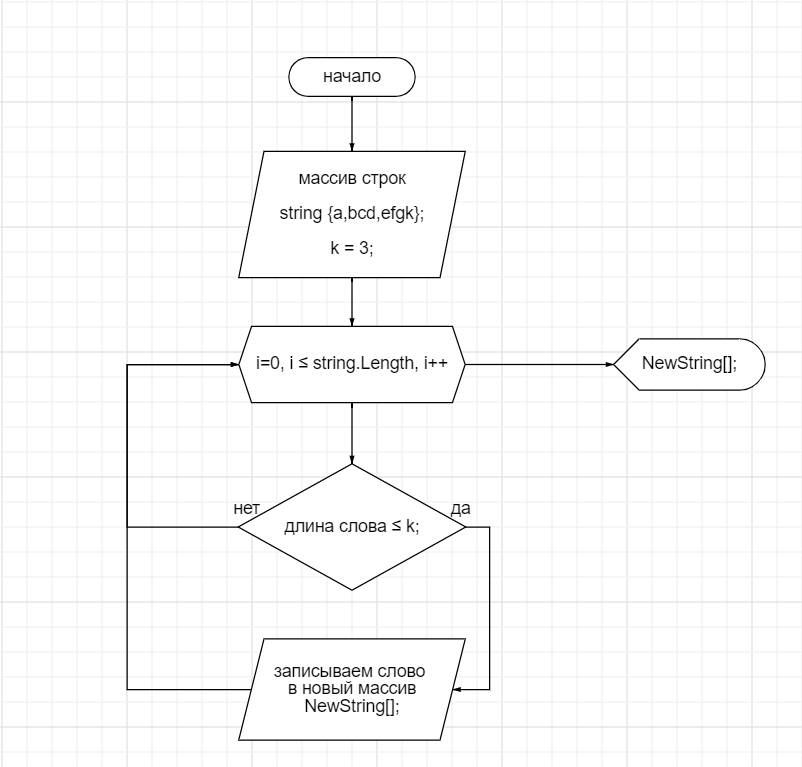 начало
массив строк
string {a,bcd,efgk};
k = 3;
i=0, i ≤ string.Length, i++
NewString[];
нет
да
длина слова ≤ k;
записываем слово
в новый массив
NewString[];